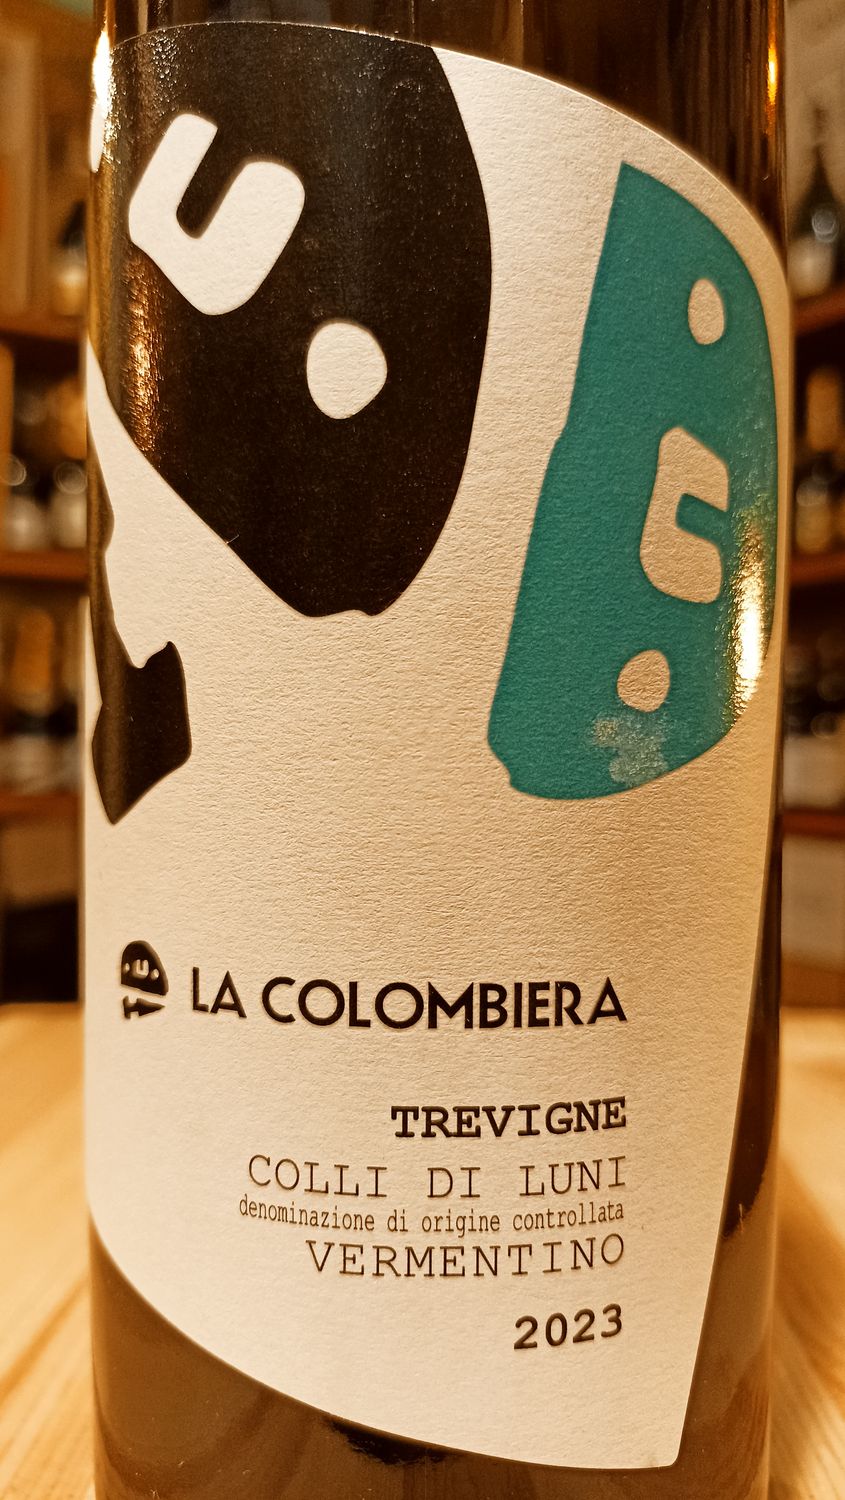 LA COLOMBIERA
TREVIGNE
COLLI DI LUNI
denominazione di origine controllata
VERMENTINO
2023